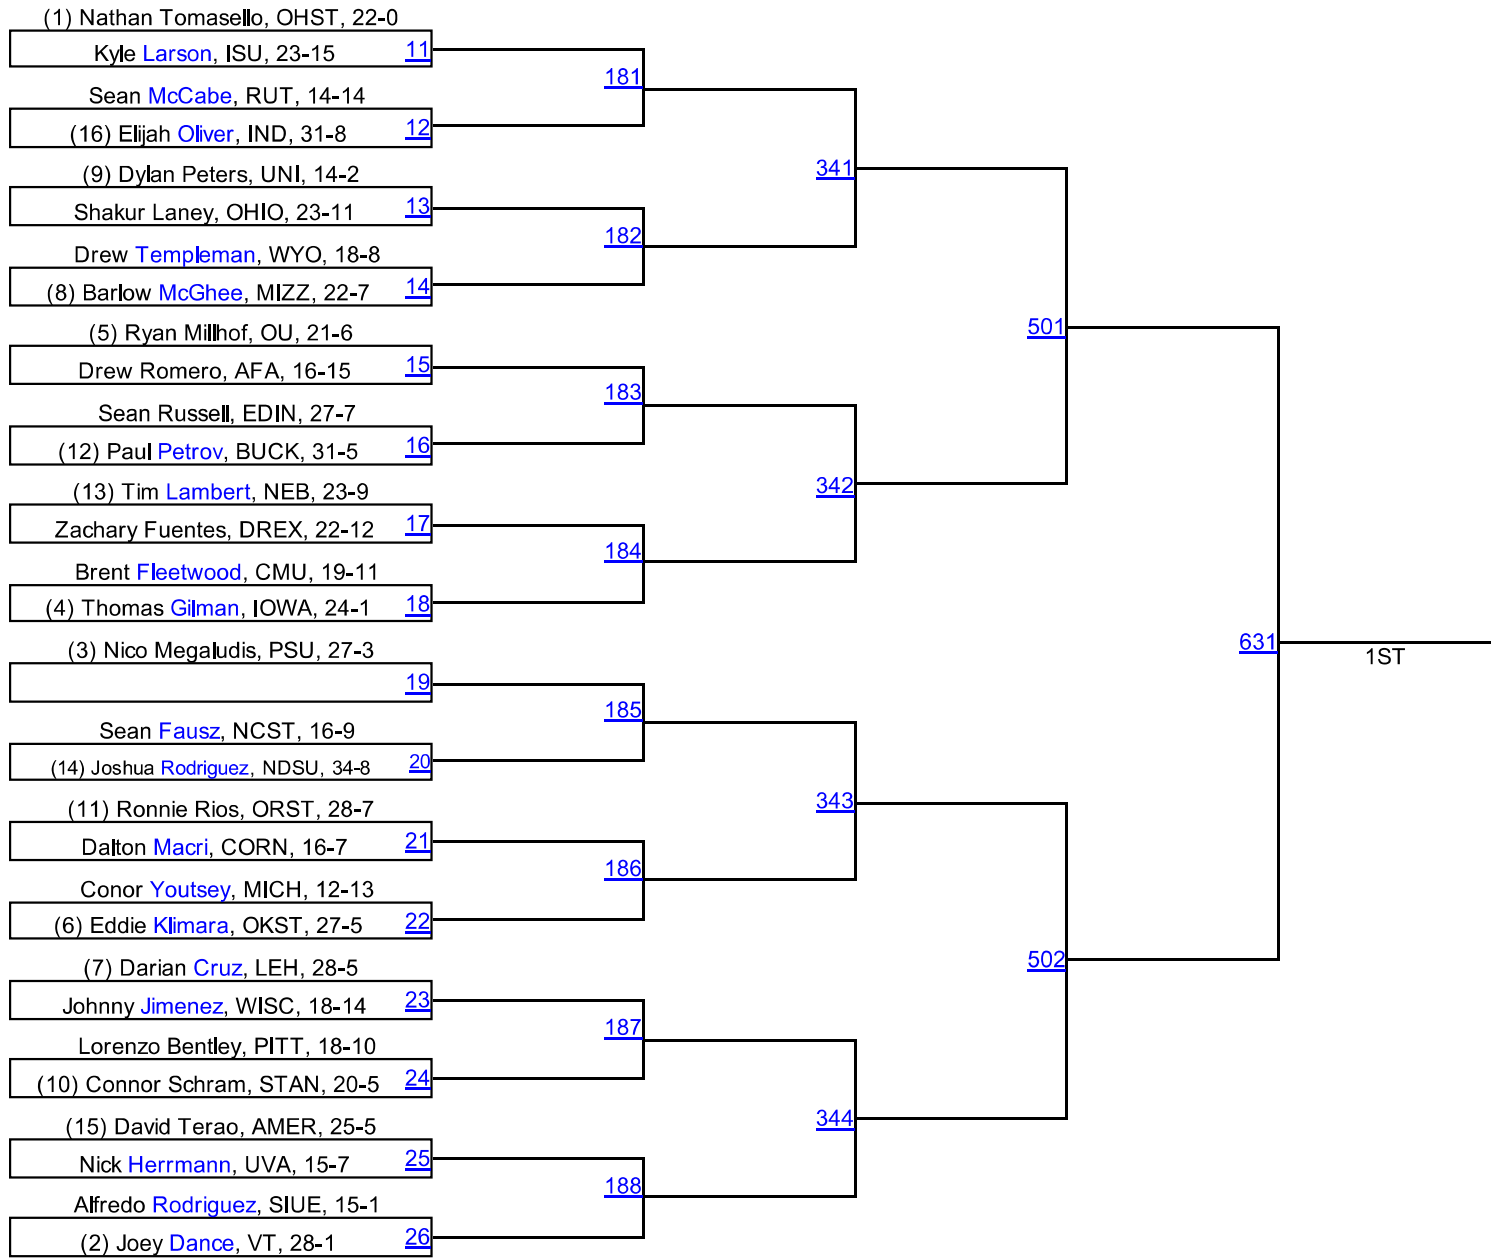 (1) Nathan Tomasello, OHST, 22-0
Kyle Larson, ISU, 23-15 11
181
Sean McCabe, RUT, 14-14
(16) Elijah Oliver, IND, 31-8 12
341
(9) Dylan Peters, UNI, 14-2
Shakur Laney, OHIO, 23-11 13
182
Drew Templeman, WYO, 18-8
(8) Barlow McGhee, MIZZ, 22-7 14
501
(5) Ryan Millhof, OU, 21-6
Drew Romero, AFA, 16-15 15
183
Sean Russell, EDIN, 27-7
(12) Paul Petrov, BUCK, 31-5 16
342
(13) Tim Lambert, NEB, 23-9
Zachary Fuentes, DREX, 22-12 17
184
Brent Fleetwood, CMU, 19-11
(4) Thomas Gilman, IOWA, 24-1 18
631
1ST
(3) Nico Megaludis, PSU, 27-3
19
185
Sean Fausz, NCST, 16-9
(14) Joshua Rodriguez, NDSU, 34-8 20
343
(11) Ronnie Rios, ORST, 28-7
Dalton Macri, CORN, 16-7 21
186
Conor Youtsey, MICH, 12-13
(6) Eddie Klimara, OKST, 27-5 22
502
(7) Darian Cruz, LEH, 28-5
Johnny Jimenez, WISC, 18-14 23
187
Lorenzo Bentley, PITT, 18-10
(10) Connor Schram, STAN, 20-5 24
344
(15) David Terao, AMER, 25-5
Nick Herrmann, UVA, 15-7 25
188
Alfredo Rodriguez, SIUE, 15-1
(2) Joey Dance, VT, 28-1 26